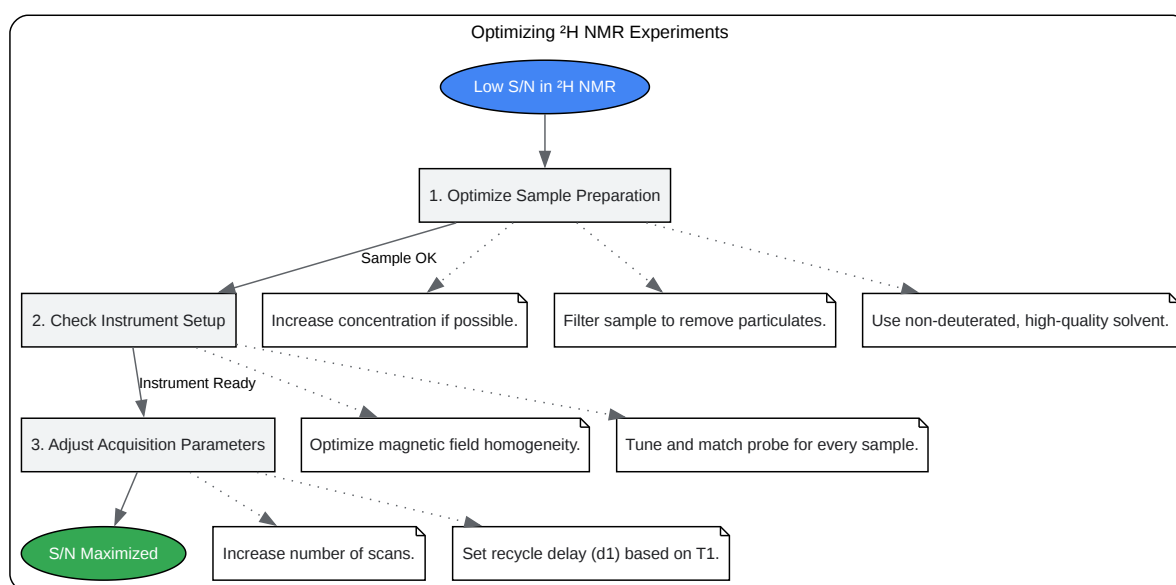 Optimizing ²H NMR Experiments
Low S/N in ²H NMR
1. Optimize Sample Preparation
Sample OK
2. Check Instrument Setup
Increase concentration if possible.
Filter sample to remove particulates.
Use non-deuterated, high-quality solvent.
Instrument Ready
3. Adjust Acquisition Parameters
Optimize magnetic field homogeneity.
Tune and match probe for every sample.
S/N Maximized
Increase number of scans.
Set recycle delay (d1) based on T1.